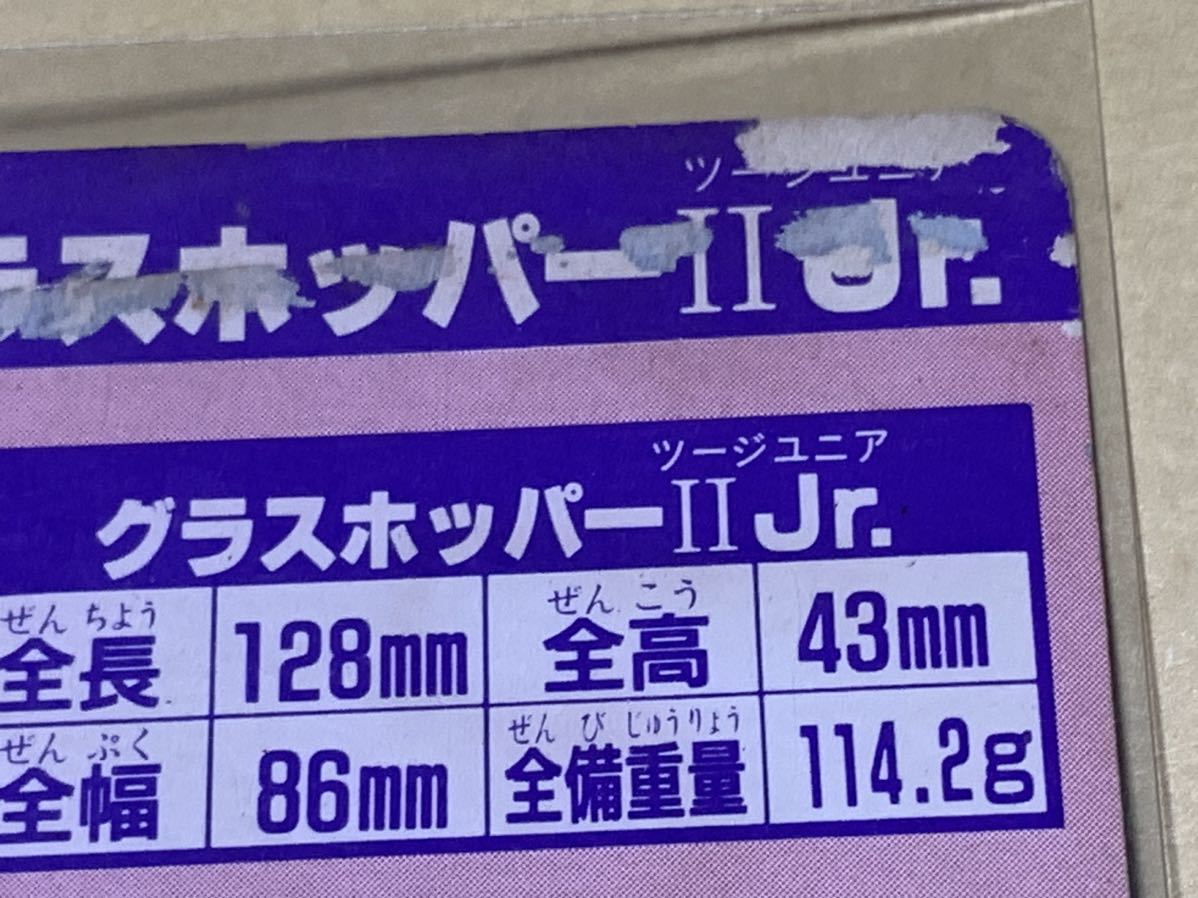 ツージュニア
ラスホッパーII Jr.
ツージユニア
グラスホッパーII Jr.
ぜんちょう ぜんこう
全長 128mm 全高 43mm
ぜんぷく ぜんびじゅうりょう
全幅 86mm 全備重量 114.2g